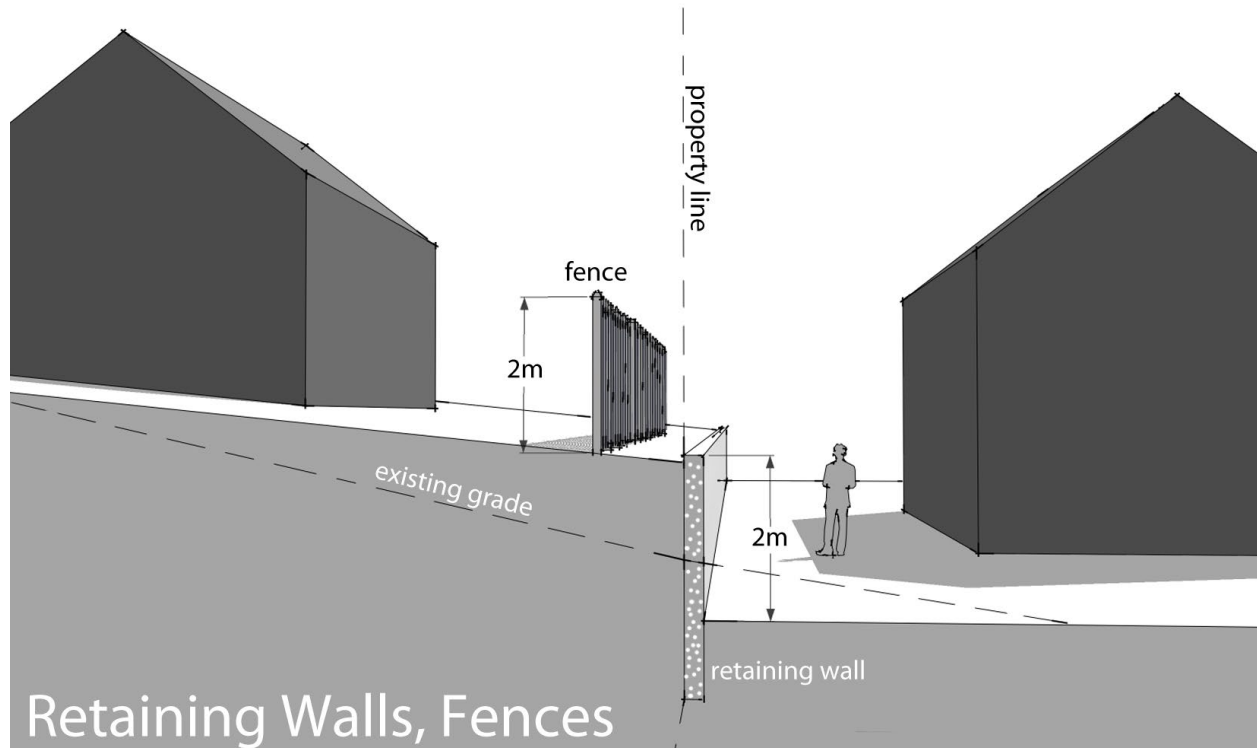 property line
fence
2m
existing grade
2m
retaining wall
Retaining Walls, Fences